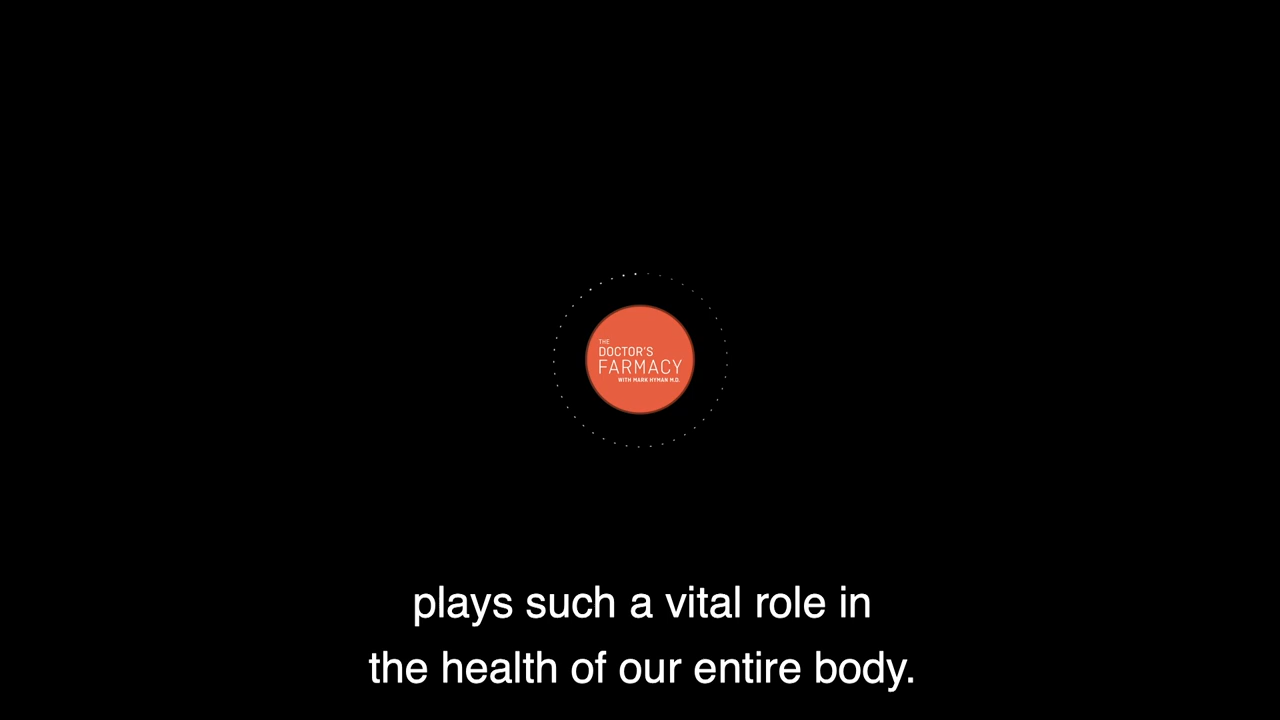 THE
DOCTOR'S
FARMACY
WITH MARK HYMAN M.D.
plays such a vital role in
the health of our entire body.